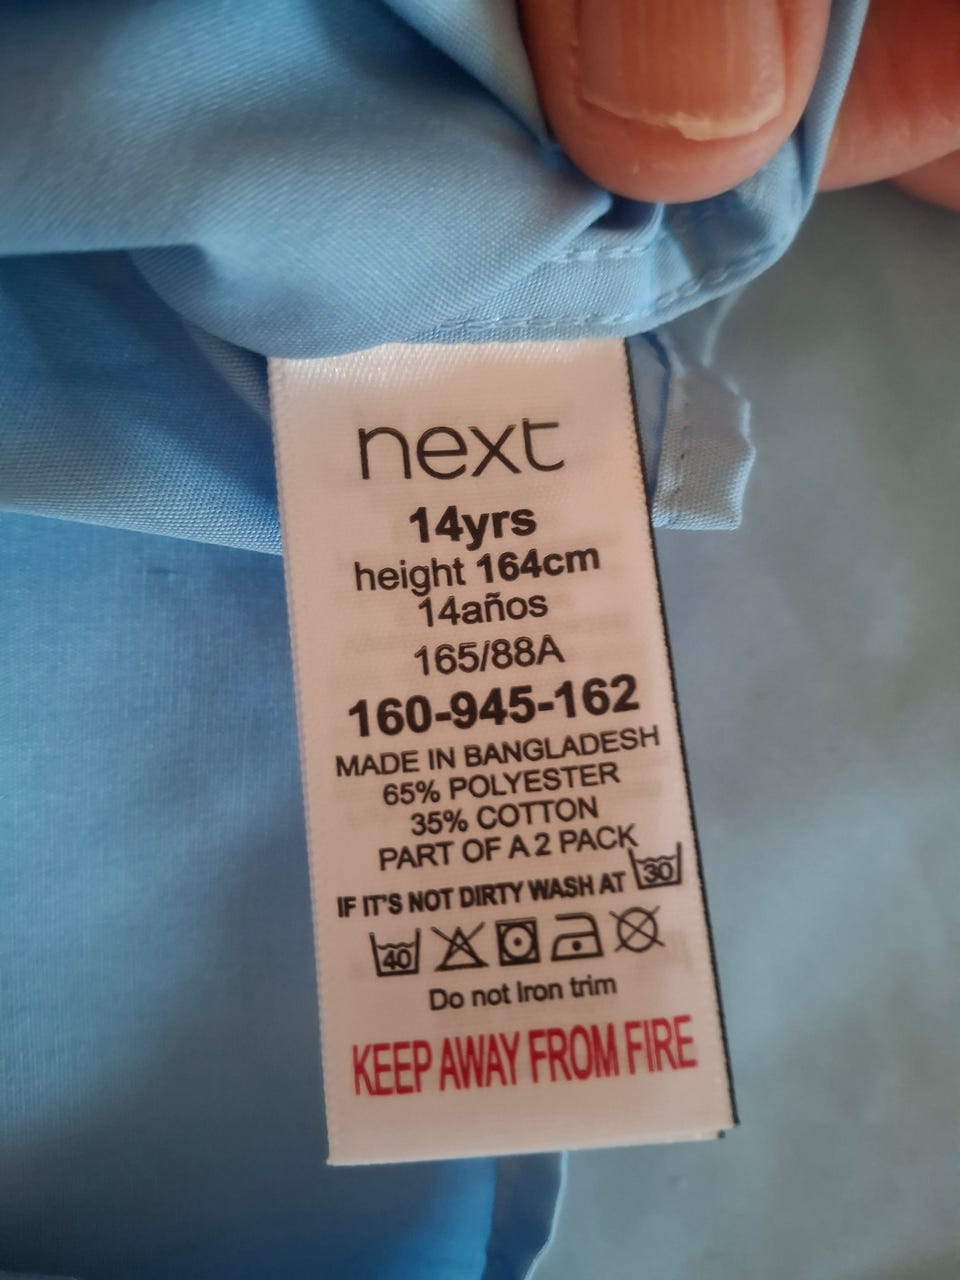 next
14yrs
height 164cm
14años
165/88A
160-945-162
MADE IN BANGLADESH
65% POLYESTER
35% COTTON
PART OF A 2 PACK
IF IT'S NOT DIRTY WASH AT 30
40
Do not Iron trim
KEEP AWAY FROM FIRE